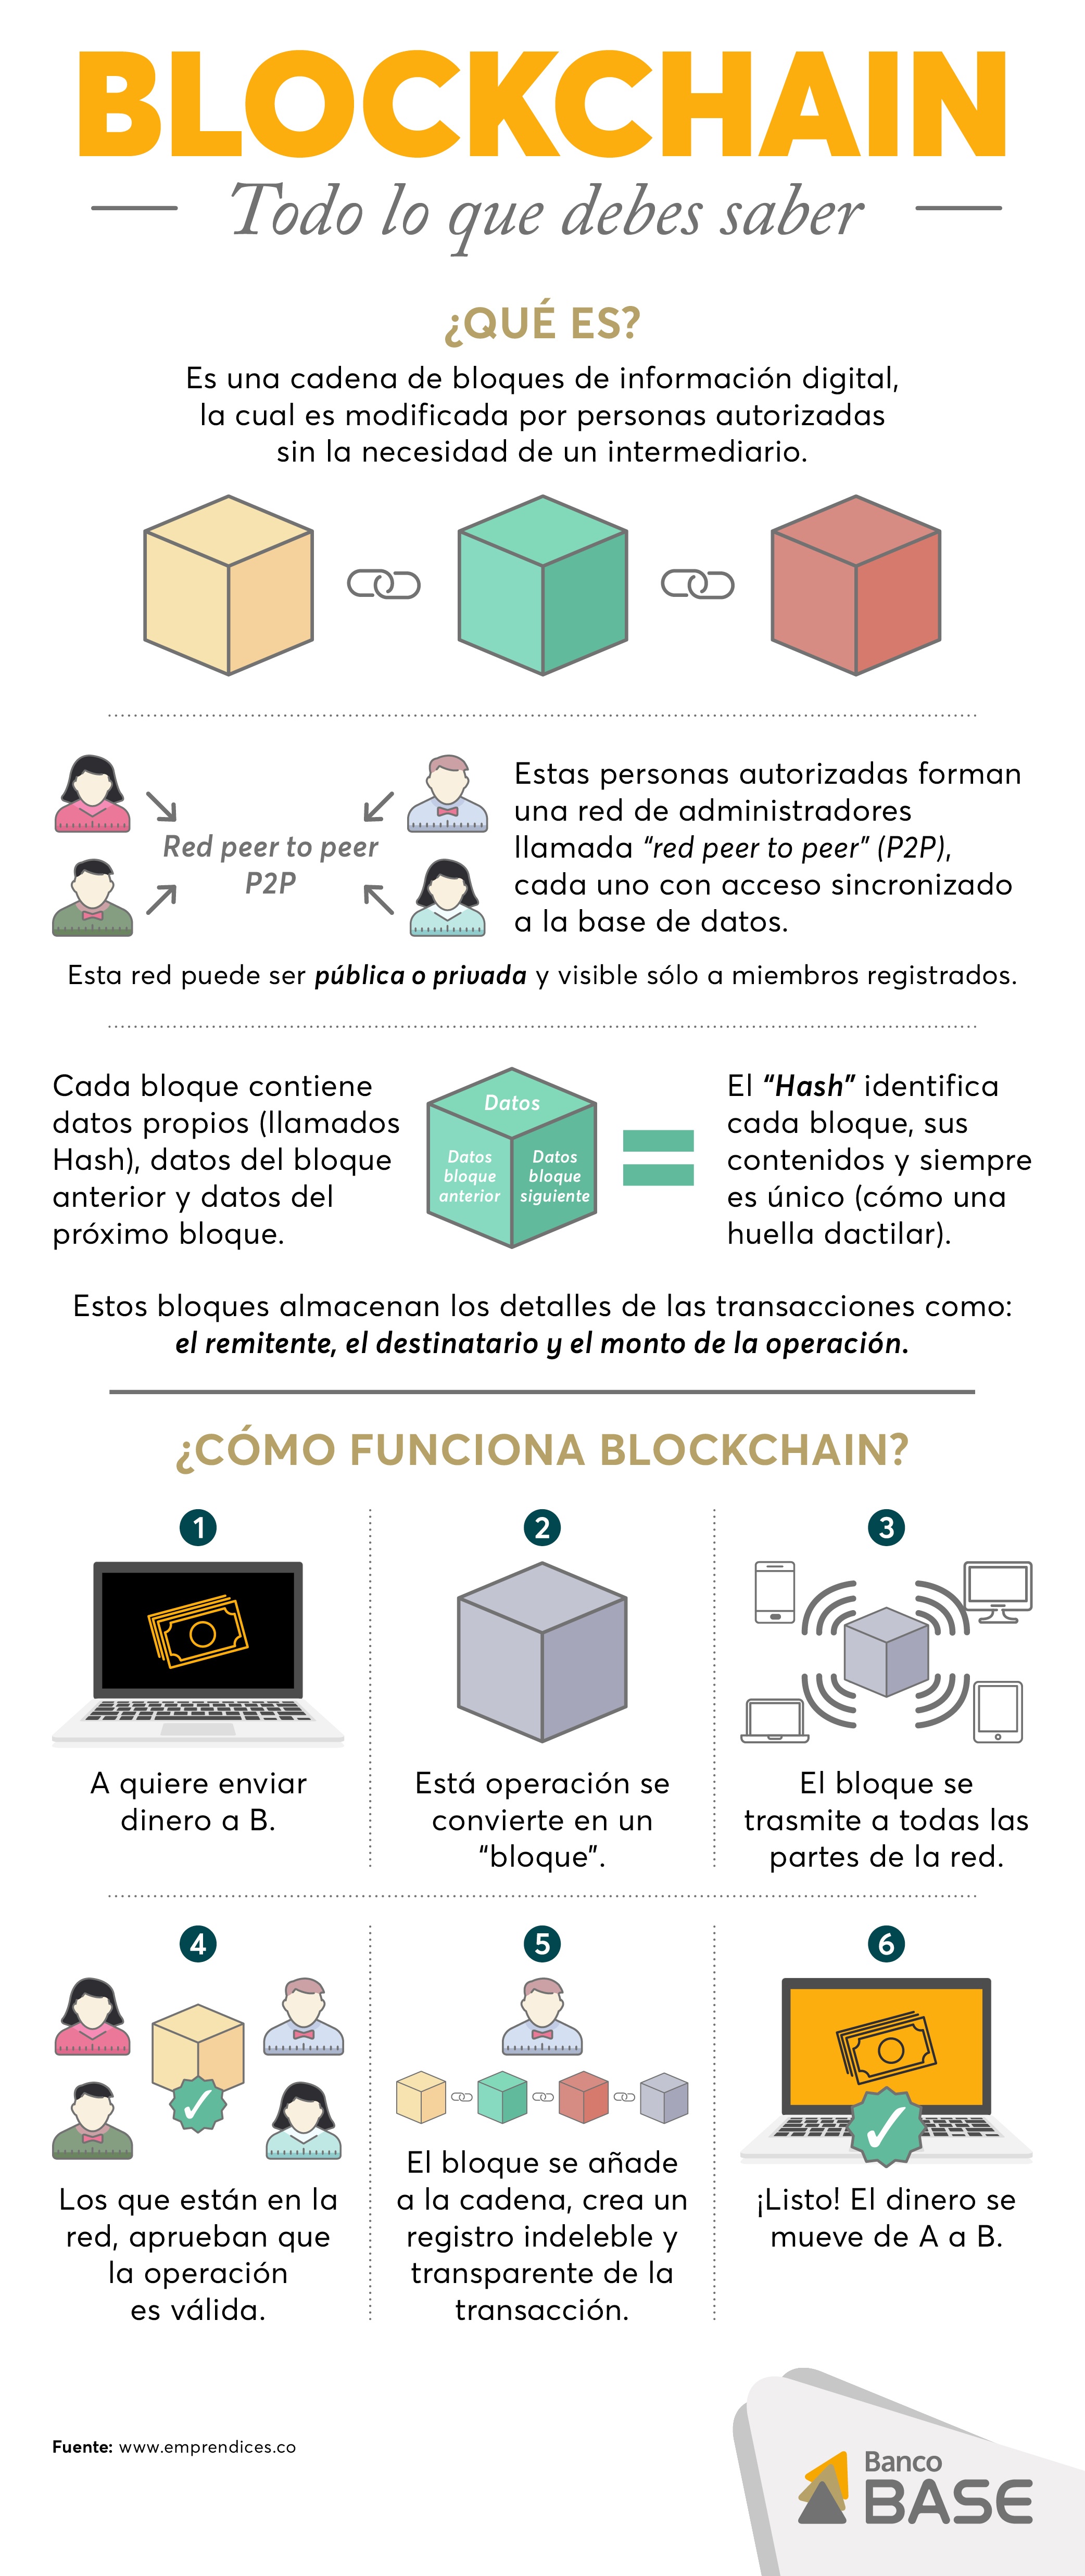 BLOCKCHAIN
Todo lo que debes saber
¿QUÉ ES?
Es una cadena de bloques de información digital,
la cual es modificada por personas autorizadas
sin la necesidad de un intermediario.
Red peer to peer
P2P
Estas personas autorizadas forman
una red de administradores
llamada “red peer to peer” (P2P),
cada uno con acceso sincronizado
a la base de datos.
Esta red puede ser pública o privada y visible sólo a miembros registrados.
Cada bloque contiene
datos propios (llamados
Hash), datos del bloque
anterior y datos del
próximo bloque.
Datos
Datos
bloque
anterior
Datos
bloque
siguiente
El “Hash” identifica
cada bloque, sus
contenidos y siempre
es único (cómo una
huella dactilar).
Estos bloques almacenan los detalles de las transacciones como:
el remitente, el destinatario y el monto de la operación.
¿CÓMO FUNCIONA BLOCKCHAIN?
1
A quiere enviar
dinero a B.
2
Está operación se
convierte en un
“bloque”.
3
El bloque se
trasmite a todas las
partes de la red.
4
Los que están en la
red, aprueban que
la operación
es válida.
5
El bloque se añade
a la cadena, crea un
registro indeleble y
transparente de la
transacción.
6
¡Listo! El dinero se
mueve de A a B.
Fuente: www.emprendices.co
Banco
BASE